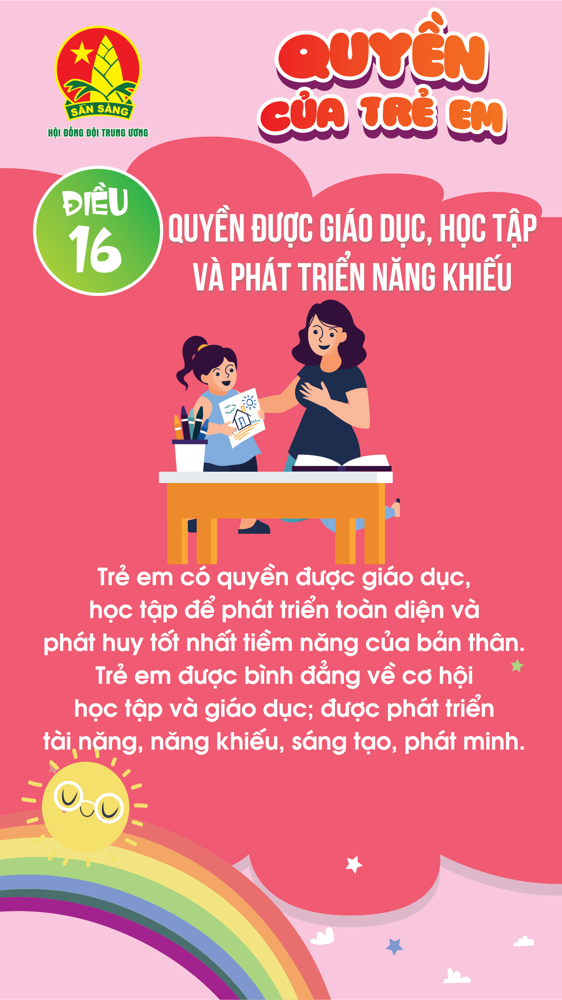 SẴN SÀNG
HỘI ĐỒNG ĐỘI TRUNG ƯƠNG
QUYỀN
CỦA TRẺ EM
ĐIỀU
16
QUYỀN ĐƯỢC GIÁO DỤC, HỌC TẬP
VÀ PHÁT TRIỂN NĂNG KHIẾU
Trẻ em có quyền được giáo dục,
học tập để phát triển toàn diện và
phát huy tốt nhất tiềm năng của bản thân.
Trẻ em được bình đẳng về cơ hội
học tập và giáo dục; được phát triển
tài năng, năng khiếu, sáng tạo, phát minh.